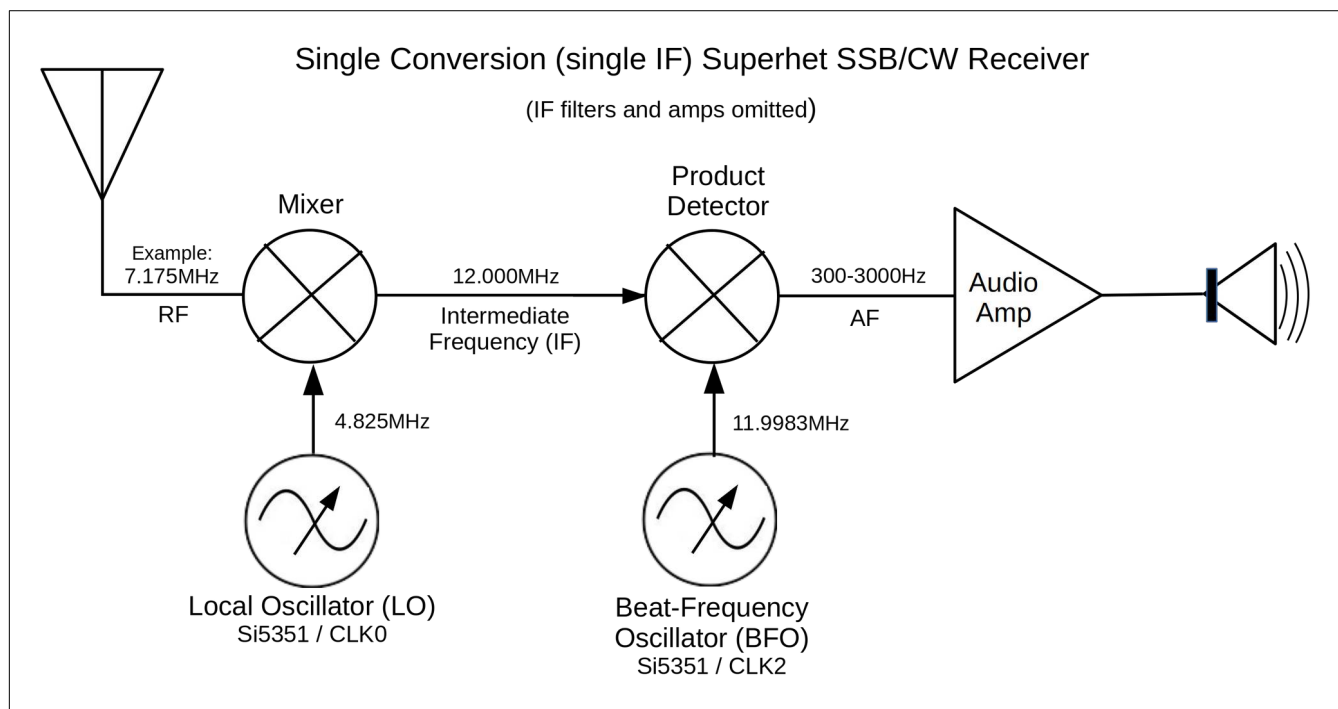 Single Conversion (single IF) Superhet SSB/CW Receiver
(IF filters and amps omitted)
Mixer
Product
Detector
Example:
7.175MHz
RF
12.000MHz
Intermediate
Frequency (IF)
300-3000Hz
AF
Audio
Amp
4.825MHz
11.9983MHz
Local Oscillator (LO)
Si5351 / CLK0
Beat-Frequency
Oscillator (BFO)
Si5351 / CLK2